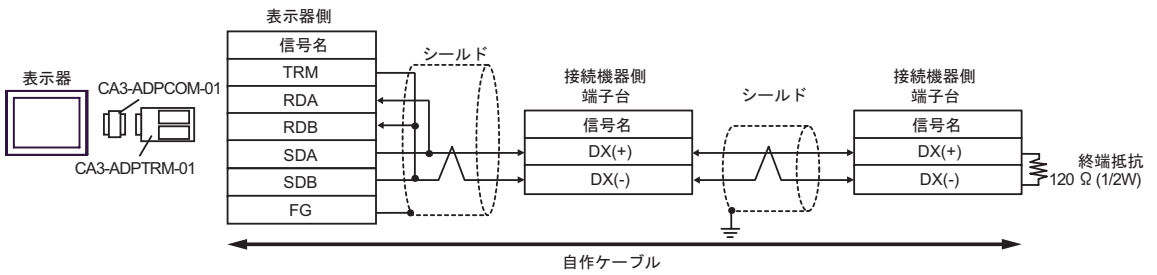 表示器側
信号名
TRM
RDA
RDB
SDA
SDB
FG
表示器
CA3-ADPCOM-01
CA3-ADPTRM-01
シールド
接続機器側
端子台
信号名
DX(+)
DX(-)
シールド
接続機器側
端子台
信号名
DX(+)
DX(-)
終端抵抗
120 Ω (1/2W)
自作ケーブル